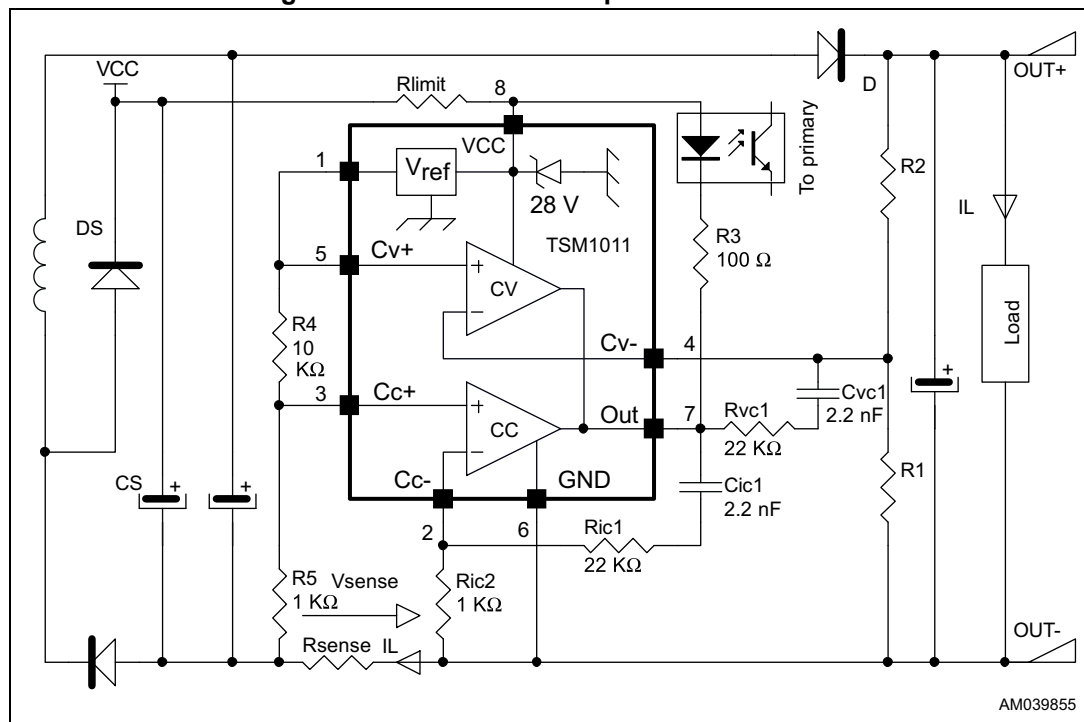 OUT+
VCC
Rlimit
8
D
VCC
1
Vref
28 V
To primary
R2
IL
DS
TSM1011
R3
100 Ω
5
Cv+
+
CV
−
R4
10
KΩ
Cv-
4
Load
+
3
Cc+
+
CC
−
Out
7
Rvc1
22 KΩ
Cvc1
2.2 nF
CS
+
+
Cc-
GND
R1
Cic1
2.2 nF
2
6
Ric1
22 KΩ
R5
1 KΩ
Vsense
Ric2
1 KΩ
Rsense
IL
OUT-
AM039855